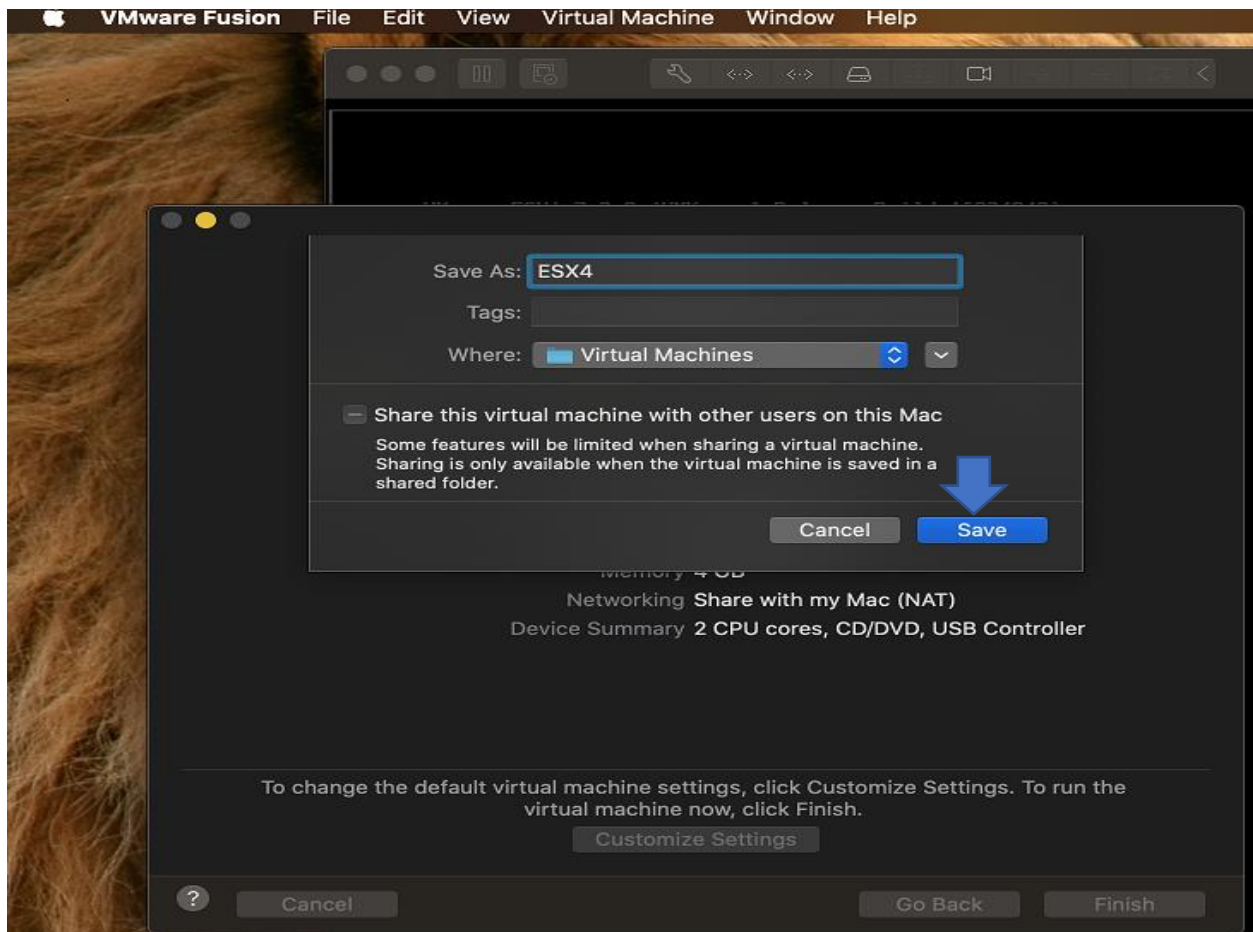 VMware Fusion File Edit View Virtual Machine Window Help
Save As: ESX4
Tags:
Where: Virtual Machines
Share this virtual machine with other users on this Mac
Some features will be limited when sharing a virtual machine.
Sharing is only available when the virtual machine is saved in a
shared folder.
Cancel Save
Memory 4 GB
Networking Share with my Mac (NAT)
Device Summary 2 CPU cores, CD/DVD, USB Controller
To change the default virtual machine settings, click Customize Settings. To run the
virtual machine now, click Finish.
Customize Settings
? Cancel Go Back Finish